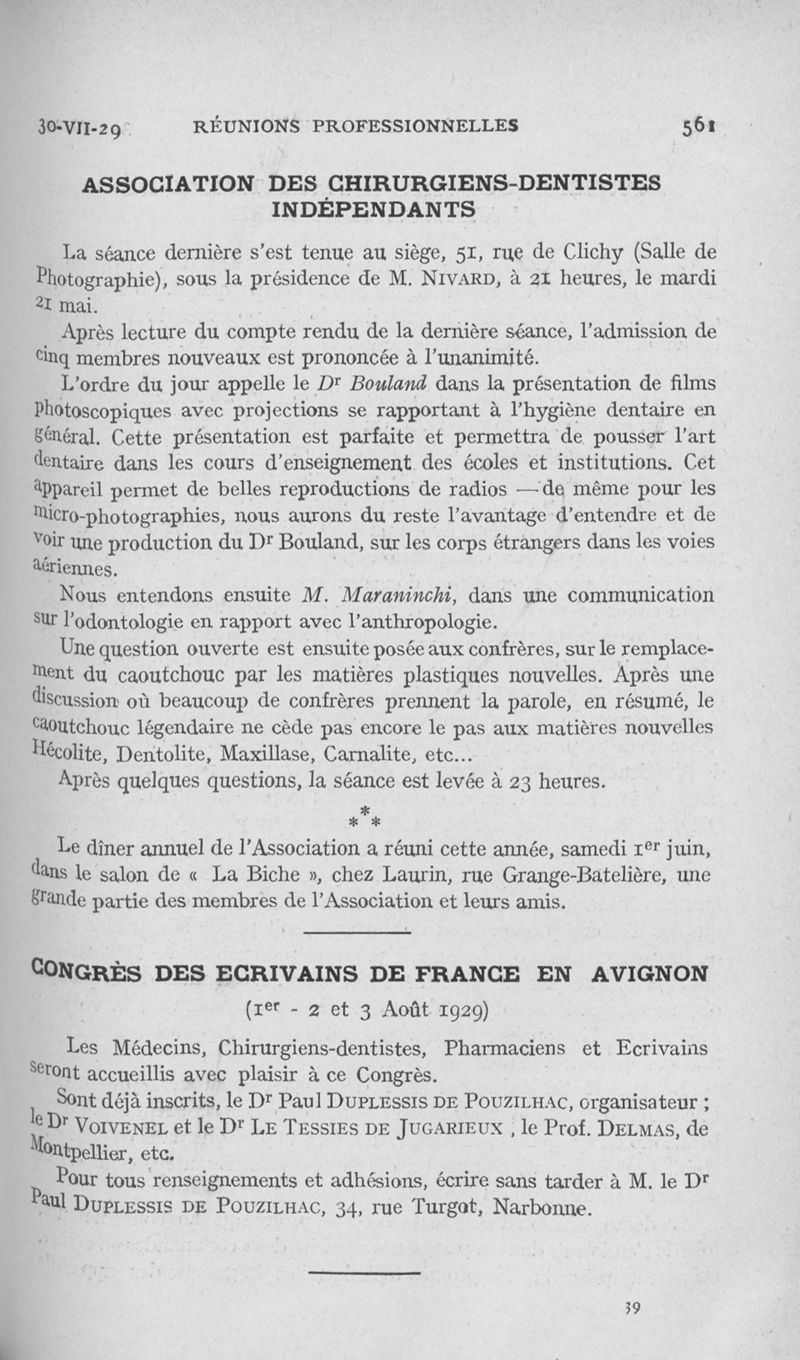 30-VII-29 RÉUNIONS PROFESSIONNELLES 561
ASSOCIATION DES CHIRURGIENS-DENTISTES
INDÉPENDANTS
La séance dernière s'est tenue au siège, 51, rue de Clichy (Salle de
Photographie), sous la présidence de M. NIVARD, à 21 heures, le mardi
21 mai.
Après lecture du compte rendu de la dernière séance, l'admission de
cinq membres nouveaux est prononcée à l'unanimité.
L'ordre du jour appelle le Dr Bouland dans la présentation de films
photoscopiques avec projections se rapportant à l'hygiène dentaire en
général. Cette présentation est parfaite et permettra de pousser l'art
dentaire dans les cours d'enseignement des écoles et institutions. Cet
appareil permet de belles reproductions de radios — de même pour les
micro-photographies, nous aurons du reste l'avantage d'entendre et de
voir une production du Dr Bouland, sur les corps étrangers dans les voies
aériennes.
Nous entendons ensuite M. Maraninchi, dans une communication
sur l'odontologie en rapport avec l'anthropologie.
Une question ouverte est ensuite posée aux confrères, sur le remplace-
ment du caoutchouc par les matières plastiques nouvelles. Après une
discussion où beaucoup de confrères prennent la parole, en résumé, le
caoutchouc légendaire ne cède pas encore le pas aux matières nouvelles
Hécolite, Dentolite, Maxillase, Carnalite, etc...
Après quelques questions, la séance est levée à 23 heures.
*
* *
Le dîner annuel de l'Association a réuni cette année, samedi 1er juin,
dans le salon de « La Biche », chez Laurin, rue Grange-Batelière, une
grande partie des membres de l'Association et leurs amis.
CONGRÈS DES ECRIVAINS DE FRANCE EN AVIGNON
(1er - 2 et 3 Août 1929)
Les Médecins, Chirurgiens-dentistes, Pharmaciens et Ecrivains
seront accueillis avec plaisir à ce Congrès.
Sont déjà inscrits, le Dr Paul DUPLESSIS DE POUZILHAC, organisateur ;
le Dr VOIVENEL et le Dr LE TESSIES DE JUGARIEUX , le Prof. DELMAS, de
Montpellier, etc.
Pour tous renseignements et adhésions, écrire sans tarder à M. le Dr
Paul DUPLESSIS DE POUZILHAC, 34, rue Turgot, Narbonne.
39